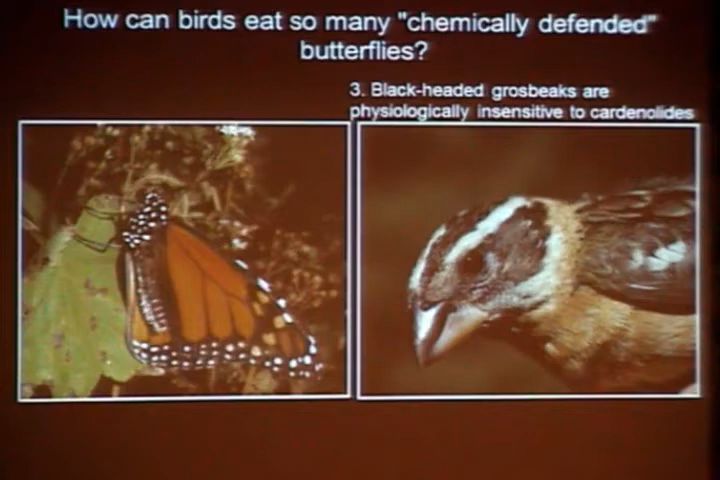 How can birds eat so many "chemically defended"
butterflies?
3. Black-headed grosbeaks are
physiologically insensitive to cardenolides